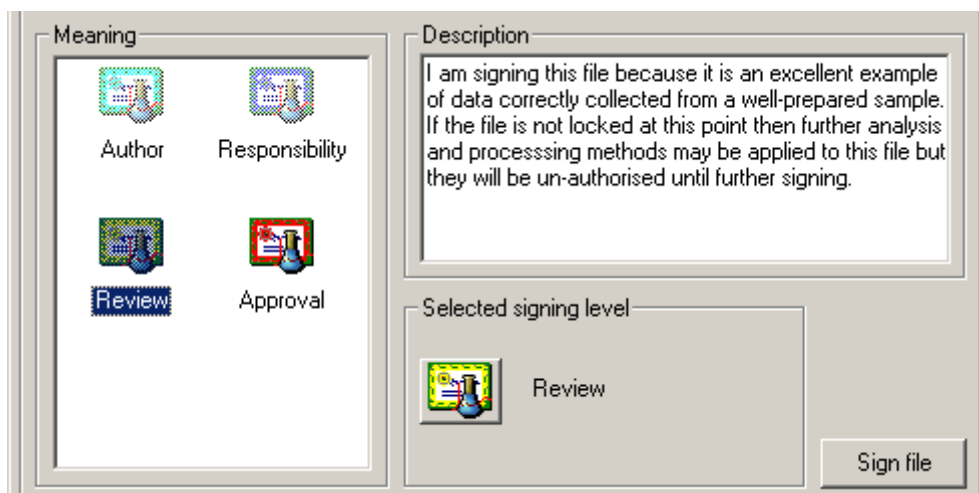 Meaning
Author
Responsibility
Review
Approval
Description
I am signing this file because it is an excellent example
of data correctly collected from a well-prepared sample.
If the file is not locked at this point then further analysis
and processsing methods may be applied to this file but
they will be un-authorised until further signing.
Selected signing level
Review
Sign file